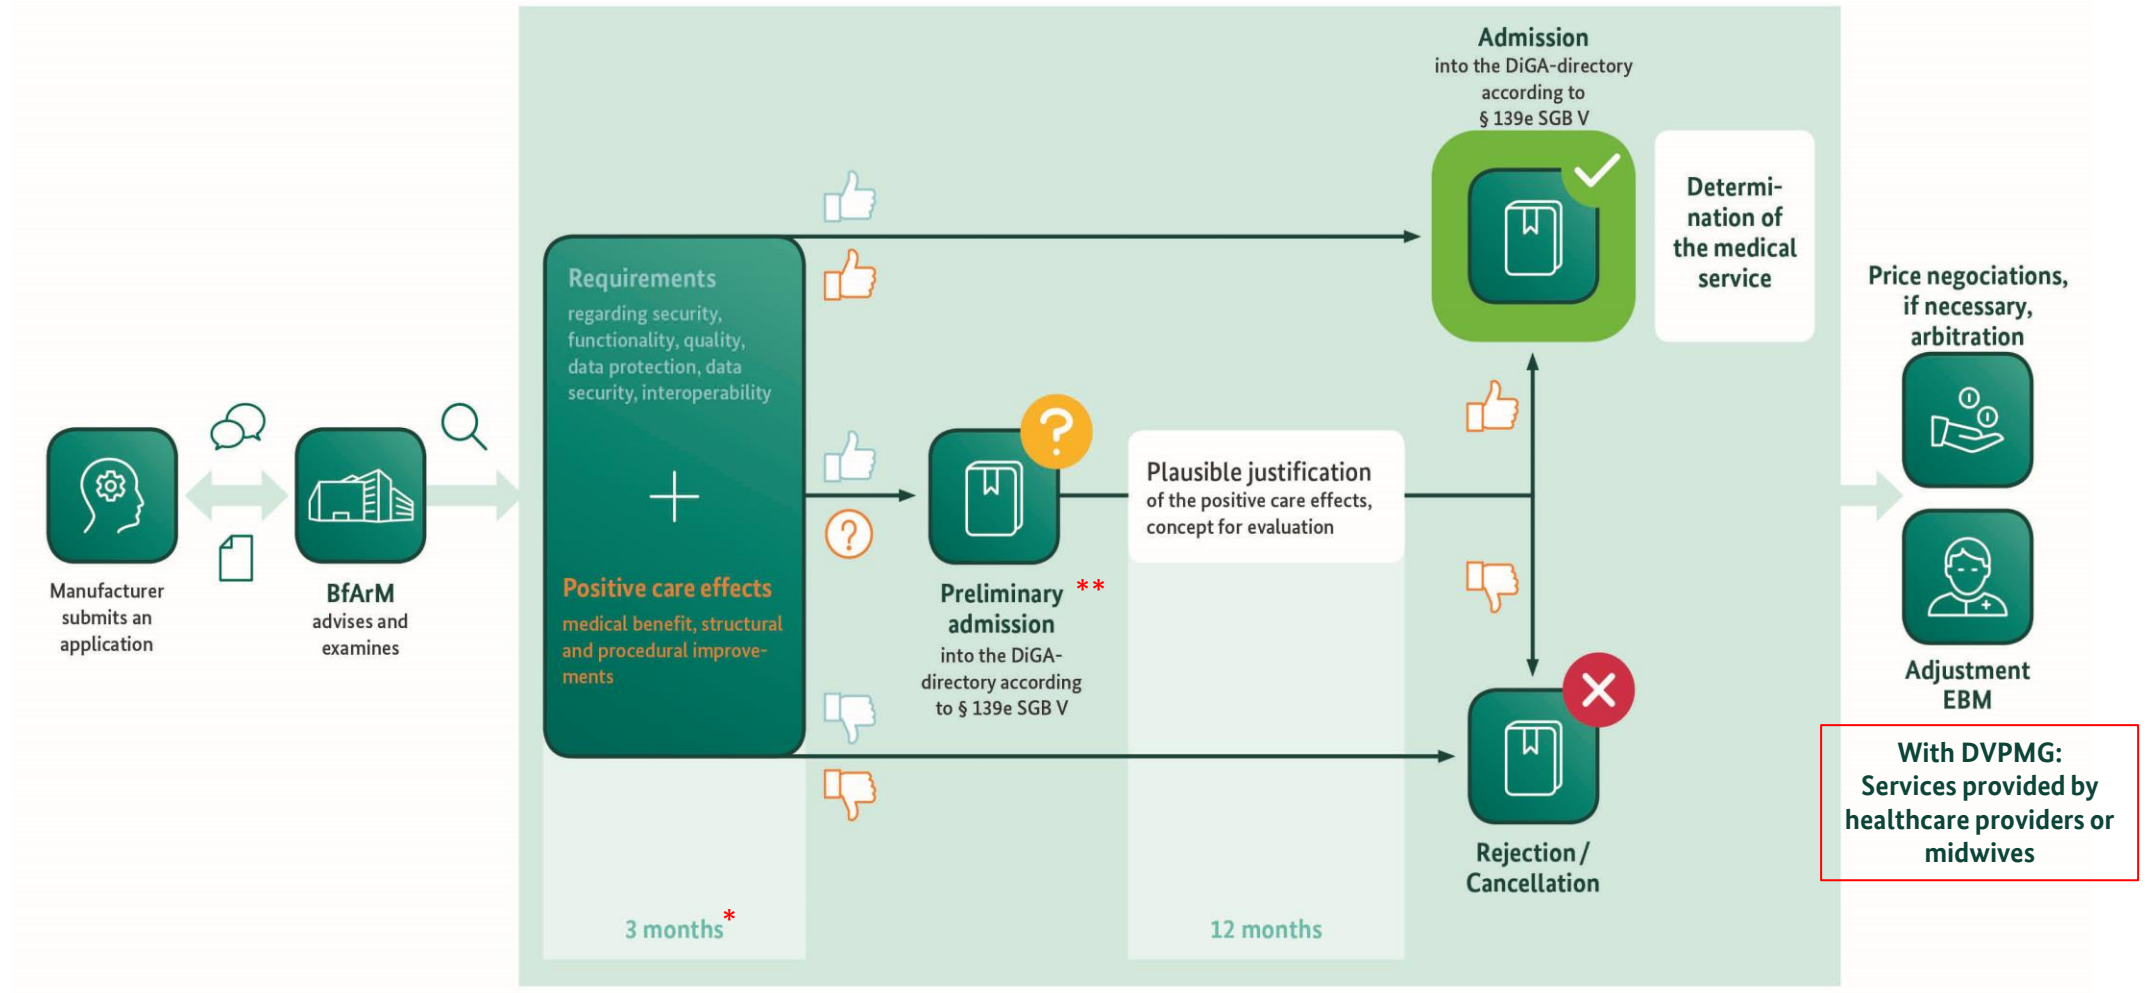 Manufacturer
submits an
application
BfArM
advises and
examines
Requirements
regarding security,
functionality, quality,
data protection, data
security, interoperability
+
Positive care effects
medical benefit, structural
and procedural improve-
ments
3 months*
?
?
Preliminary **
admission
into the DiGA-
directory according
to § 139e SGB V
Plausible justification
of the positive care effects,
concept for evaluation
12 months
Admission
into the DiGA-directory
according to
§ 139e SGB V
Determi-
nation of
the medical
service
Rejection /
Cancellation
Price negociations,
if necessary,
arbitration
Adjustment
EBM
With DVPMG:
Services provided by
healthcare providers or
midwives